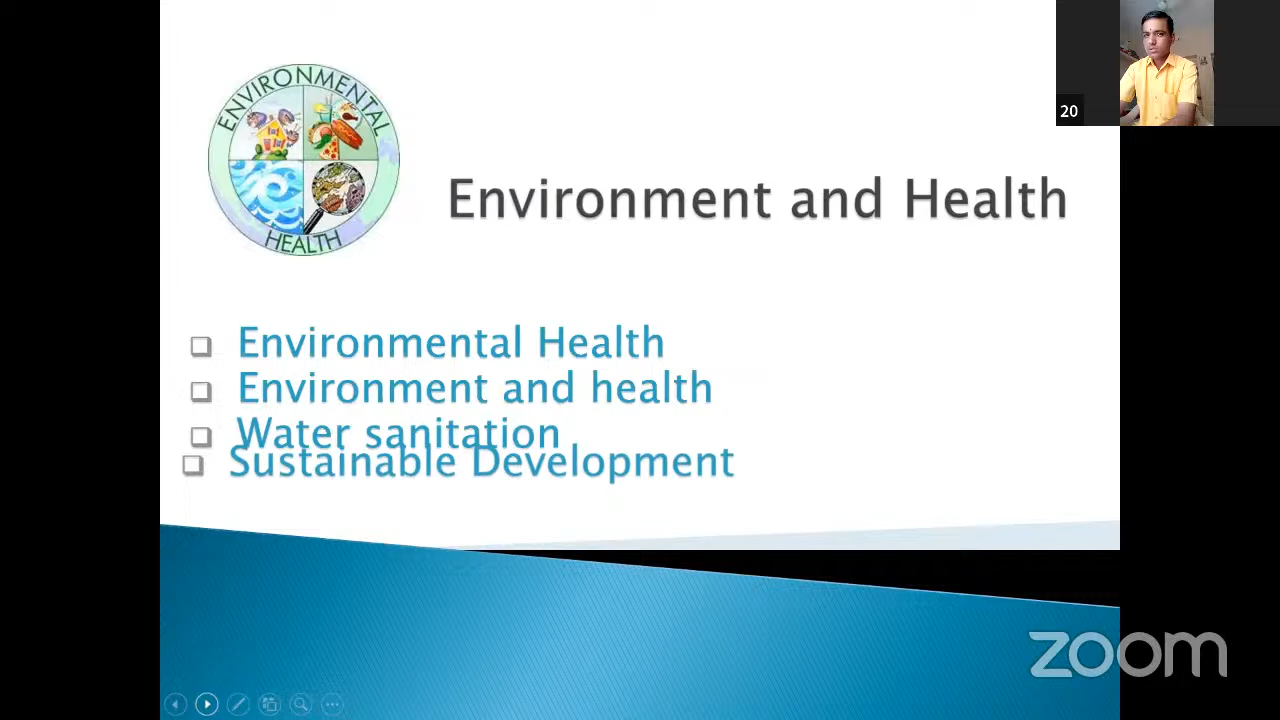 ENVIRONMENTAL
HEALTH
Environment and Health
20
Environmental Health
Environment and health
Water sanitation
Sustainable Development
zoom